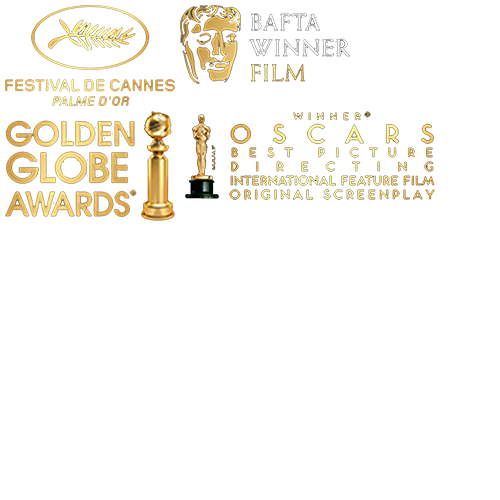 FESTIVAL DE CANNES
PALME D'OR
BAFTA
WINNER
FILM
GOLDEN
GLOBE
AWARDS®
WINNER®
OSCARS
BEST PICTURE
DIRECTING
INTERNATIONAL FEATURE FILM
ORIGINAL SCREENPLAY